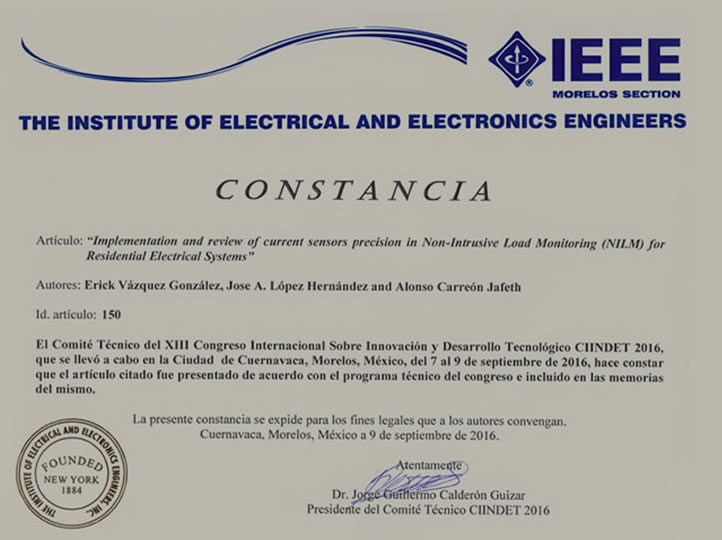 IEEE
MORELOS SECTION
THE INSTITUTE OF ELECTRICAL AND ELECTRONICS ENGINEERS
CONSTANCIA
Artículo: “Implementation and review of current sensors precision in Non-Intrusive Load Monitoring (NILM) for
Residential Electrical Systems”
Autores: Erick Vázquez González, Jose A. López Hernández and Alonso Carreón Jafeth
Id. artículo: 150
El Comité Técnico del XIII Congreso Internacional Sobre Innovación y Desarrollo Tecnológico CIINDET 2016,
que se llevó a cabo en la Ciudad de Cuernavaca, Morelos, México, del 7 al 9 de septiembre de 2016, hace constar
que el artículo citado fue presentado de acuerdo con el programa técnico del congreso e incluido en las memorias
del mismo.
La presente constancia se expide para los fines legales que a los autores convengan.
Cuernavaca, Morelos, México a 9 de septiembre de 2016.
THE INSTITUTE OF ELECTRICAL AND ELECTRONICS ENGINEERS, INC.
FOUNDED
NEW YORK
1884
Atentamente
Dr. Jorge Guillermo Calderón Guizar
Presidente del Comité Técnico CIINDET 2016